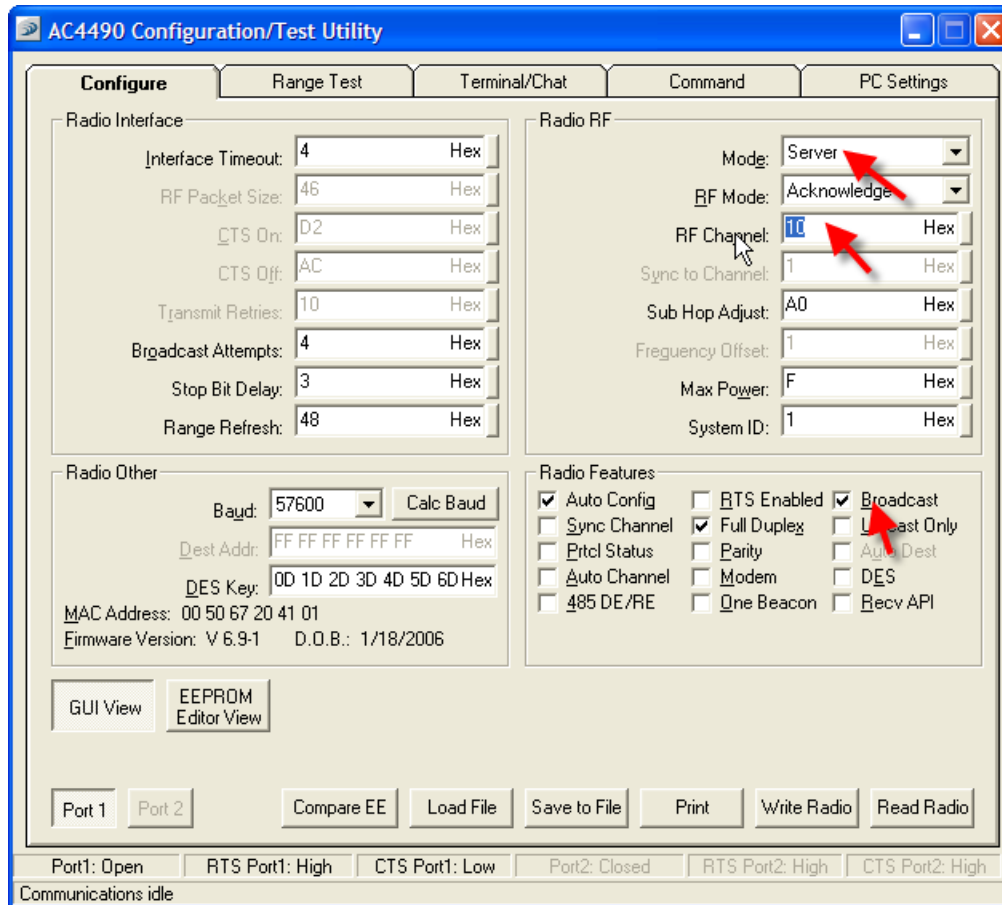 AC4490 Configuration/Test Utility
Configure Range Test Terminal/Chat Command PC Settings
Radio Interface
Interface Timeout: 4 Hex
RF Packet Size: 46 Hex
CTS On: D2 Hex
CTS Off: AC Hex
Transmit Retries: 10 Hex
Broadcast Attempts: 4 Hex
Stop Bit Delay: 3 Hex
Range Refresh: 48 Hex
Radio RF
Mode: Server
RF Mode: Acknowledge
RF Channel: 10 Hex
Sync to Channel: 1 Hex
Sub Hop Adjust: A0 Hex
Frequency Offset: 1 Hex
Max Power: F Hex
System ID: 1 Hex
Radio Other
Baud: 57600 Calc Baud
Dest Addr: FF FF FF FF FF FF Hex
DES Key: 0D 1D 2D 3D 4D 5D 6D Hex
MAC Address: 00 50 67 20 41 01
Firmware Version: V 6.9-1 D.O.B.: 1/18/2006
Radio Features
Auto Config RTS Enabled Broadcast
Sync Channel Full Duplex Only
Prtcl Status Parity Auto Dest
Auto Channel Modem DES
485 DE/RE One Beacon Recv API
GUI View
EEPROM
Editor View
Port 1 Port 2 Compare EE Load File Save to File Print Write Radio Read Radio
Port1: Open RTS Port1: High CTS Port1: Low Port2: Closed RTS Port2: High CTS Port2: High
Communications idle